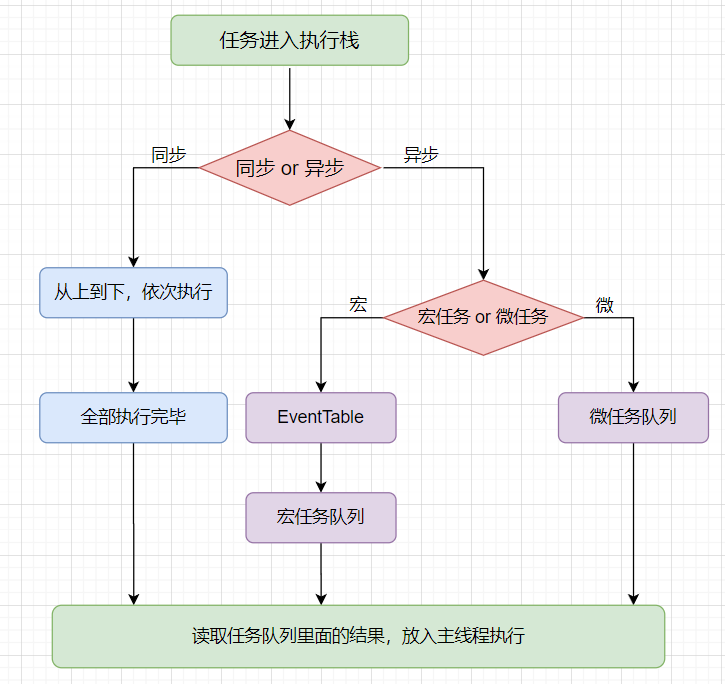 任务进入执行栈
同步
异步
同步 or 异步
从上到下，依次执行
宏
微
宏任务 or 微任务
全部执行完毕
EventTable
微任务队列
宏任务队列
读取任务队列里面的结果，放入主线程执行